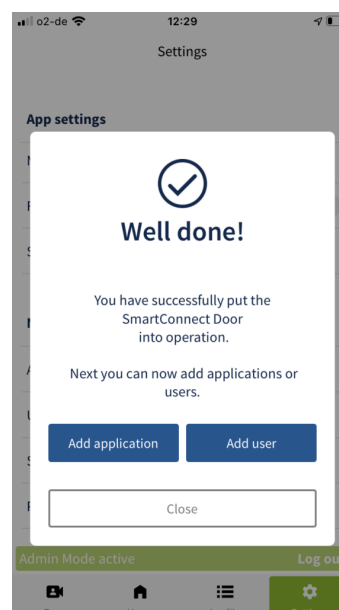 o2-de 12:29
Settings
App settings
Well done!
You have successfully put the
SmartConnect Door
into operation.
Next you can now add applications or
users.
Add application Add user
Close
Admin Mode active Log ou